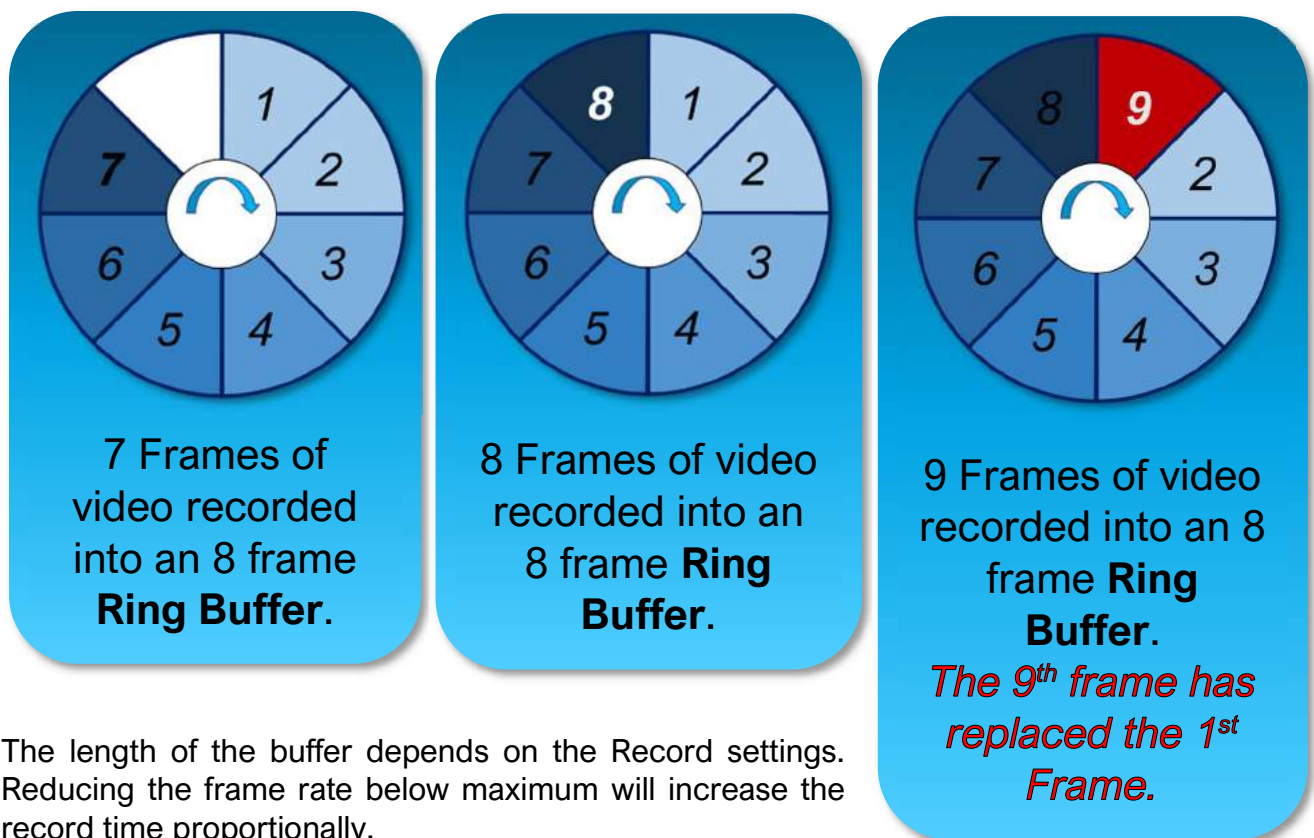 1
2
3
4
5
6
7
7 Frames of
video recorded
into an 8 frame
Ring Buffer.
8
1
2
3
4
5
6
7
8 Frames of video
recorded into an
8 frame Ring
Buffer.
8
9
2
3
4
5
6
7
9 Frames of video
recorded into an 8
frame Ring
Buffer.
The 9th frame has
replaced the 1st
Frame.
The length of the buffer depends on the Record settings.
Reducing the frame rate below maximum will increase the
record time proportionally.